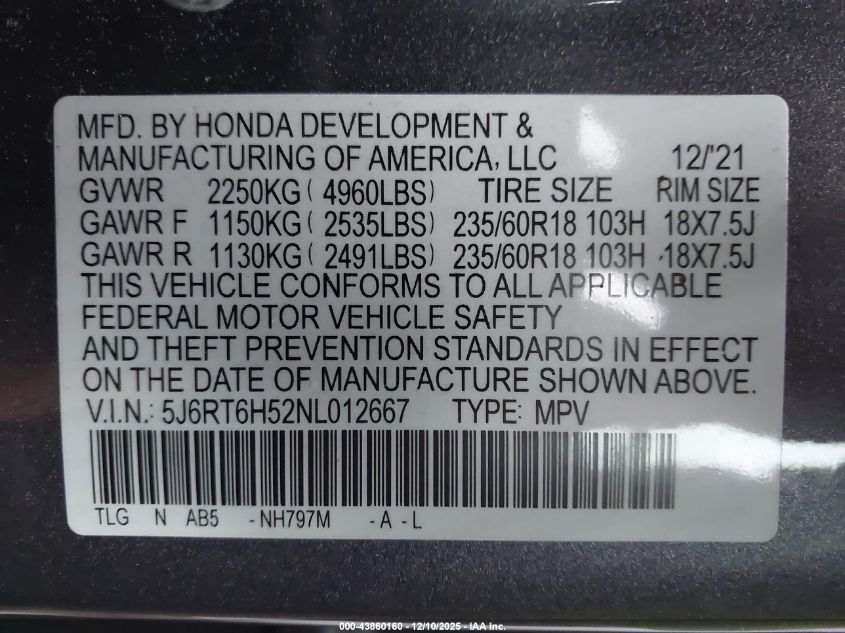 MFD. BY HONDA DEVELOPMENT &
MANUFACTURING OF AMERICA, LLC 12/'21
GVWR 2250KG ( 4960LBS) TIRE SIZE RIM SIZE
GAWR F 1150KG ( 2535LBS) 235/60R18 103H 18X7.5J
GAWR R 1130KG ( 2491LBS) 235/60R18 103H 18X7.5J
THIS VEHICLE CONFORMS TO ALL APPLICABLE
FEDERAL MOTOR VEHICLE SAFETY
AND THEFT PREVENTION STANDARDS IN EFFECT
ON THE DATE OF MANUFACTURE SHOWN ABOVE.
V.I.N.: 5J6RT6H52NL012667 TYPE: MPV
TLG N AB5 -NH797M -A -L
000-43860160 - 12/10/2025 - IAA Inc.